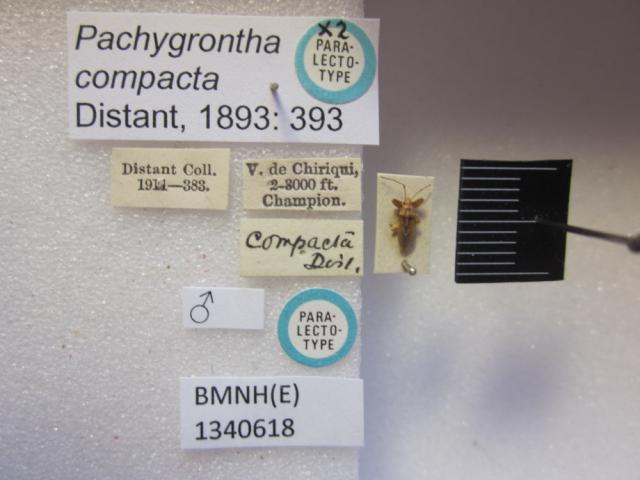 Pachygrontha
compacta
Distant, 1893: 393
X2
PARA-
LECTO-
TYPE
Distant Coll.
1911—383.
V. de Chiriqui,
2-3000 ft.
Champion.
Compacta
Dist.
♂
PARA-
LECTO-
TYPE
BMNH(E)
1340618